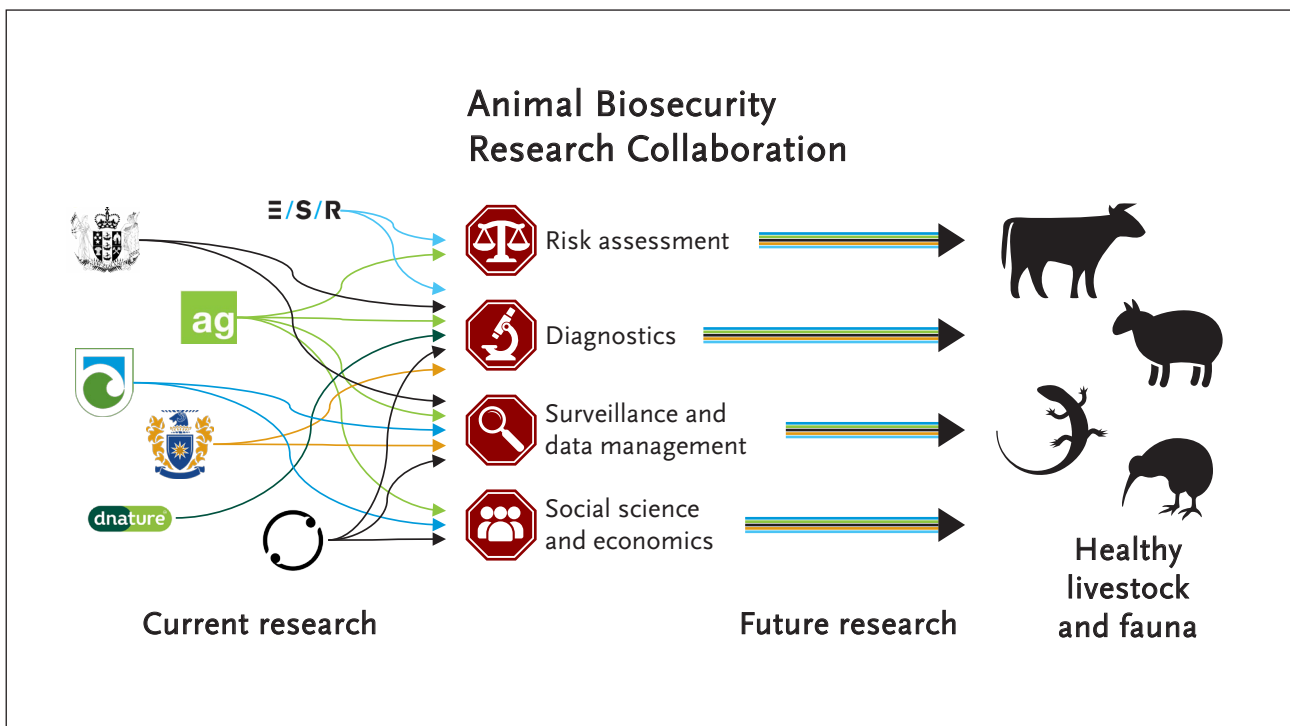 Animal Biosecurity
Research Collaboration
E/S/R
ag
dnature
Risk assessment
Diagnostics
Surveillance and
data management
Social science
and economics
Current research
Future research
Healthy
livestock
and fauna